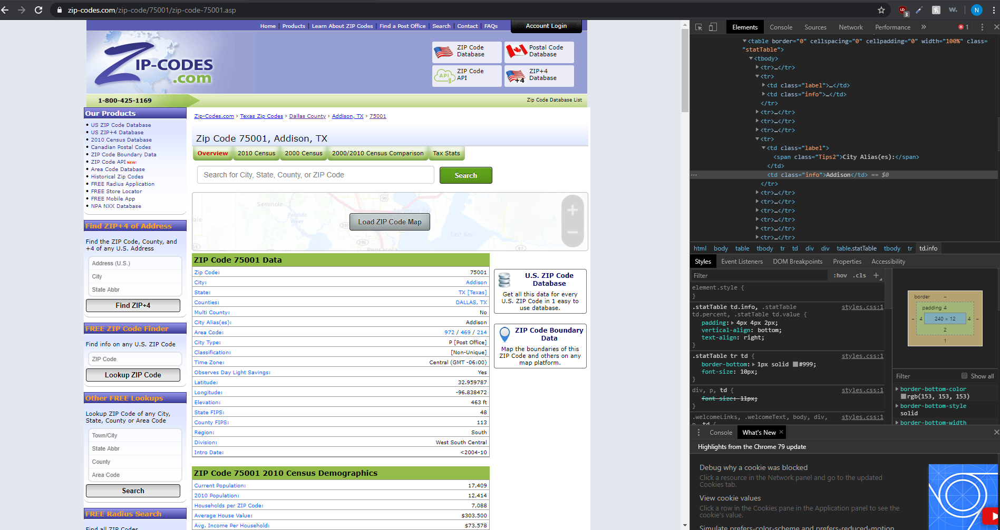 zip-codes.com/zip-code/75001/zip-code-75001.asp
3
N
Home | Products | Learn About ZIP Codes | Find a Post Office | Search | Contact | FAQs
Account Login
ZIP-CODES
.com
ZIP Code
Database
Postal Code
Database
API
ZIP Code
API
+4
ZIP+4
Database
1-800-425-1169
Zip Code Database List
Our Products
• US ZIP Code Database
• US ZIP+4 Database
• 2010 Census Database
• Canadian Postal Codes
• ZIP Code Boundary Data
• ZIP Code API NEW!
• Area Code Database
• Historical Zip Codes
• FREE Radius Application
• FREE Store Locator
• FREE Mobile App
• NPA NXX Database
Find ZIP+4 of Address
Find the ZIP Code, County, and
+4 of any U.S. Address
Address (U.S.)
City
State Abbr
Find ZIP+4
FREE ZIP Code Finder
Find info on any U.S. ZIP Code
ZIP Code
Lookup ZIP Code
Other FREE Lookups
Lookup ZIP Code of any City,
State, County or Area Code
Town/City
State Abbr
County
Area Code
Search
FREE Radius Search
Find all ZIP Codes
Zip-Codes.com › Texas Zip Codes › Dallas County › Addison, TX › 75001
Zip Code 75001, Addison, TX
Overview
2010 Census
2000 Census
2000/2010 Census Comparison
Tax Stats
Search for City, State, County, or ZIP Code
Search
Seminole
Perdido
River
90
Escambia Bay
29
East Bay
Pensacola
295
87
Load ZIP Code Map
+
−
ZIP Code 75001 Data
Zip Code: 75001
City: Addison
State: TX [Texas]
Counties: DALLAS, TX
Multi County: No
City Alias(es): Addison
Area Code: 972 / 469 / 214
City Type: P [Post Office]
Classification: [Non-Unique]
Time Zone: Central (GMT -06:00)
Observes Day Light Savings: Yes
Latitude: 32.959787
Longitude: -96.838472
Elevation: 463 ft
State FIPS: 48
County FIPS: 113
Region: South
Division: West South Central
Intro Date: <2004-10
ZIP Code 75001 2010 Census Demographics
Current Population: 17,409
2010 Population: 12,414
Households per ZIP Code: 7,088
Average House Value: $303,500
Avg. Income Per Household: $73,578
U.S. ZIP Code
Database
Get all this data for every
U.S. ZIP Code in 1 easy to
use database.
ZIP Code Boundary
Data
Map the boundaries of this
ZIP Code and others on any
map platform.
Elements
Console
Sources
Network
Performance
»
1
<table border="0" cellspacing="0" cellpadding="0" width="100%" class=
"statTable">
<tbody>
<tr>…</tr>
<tr>
<td class="label">…</td>
<td class="info">…</td>
</tr>
<tr>…</tr>
<tr>…</tr>
<tr>…</tr>
<tr>
<td class="label">
<span class="Tips2">City Alias(es):</span>
</td>
<td class="info">Addison</td> == $0
</tr>
<tr>…</tr>
<tr>…</tr>
<tr>…</tr>
<tr>…</tr>
<tr>…</tr>
<tr>…</tr>
html body table tbody tr td div div table.statTable tbody tr td.info
Styles
Event Listeners
DOM Breakpoints
Properties
Accessibility
Filter
:hov .cls +
element.style {
}
.statTable td.info, .statTable styles.css:1
td.percent, .statTable td.value {
padding: 4px 4px 2px;
vertical-align: bottom;
text-align: right;
}
.statTable tr td { styles.css:1
border-bottom: 1px solid #999;
font-size: 10px;
}
div, p, td { styles.css:1
font-size: 11px;
}
.welcomeLinks, .welcomeText, body, div, styles.css:1
p, td {
border –
padding 4
– 4 240 × 12 4 –
2
1
Filter
Show all
border-bottom-color
rgb(153, 153, 153)
border-bottom-style
solid
border-bottom-width
Console
What's New ×
Highlights from the Chrome 79 update
Debug why a cookie was blocked
Click a resource in the Network panel and go to the updated
Cookies tab.
View cookie values
Click a row in the Cookies pane in the Application panel to see the
cookie's value.
Simulate prefers-color-scheme and prefers-reduced-motion